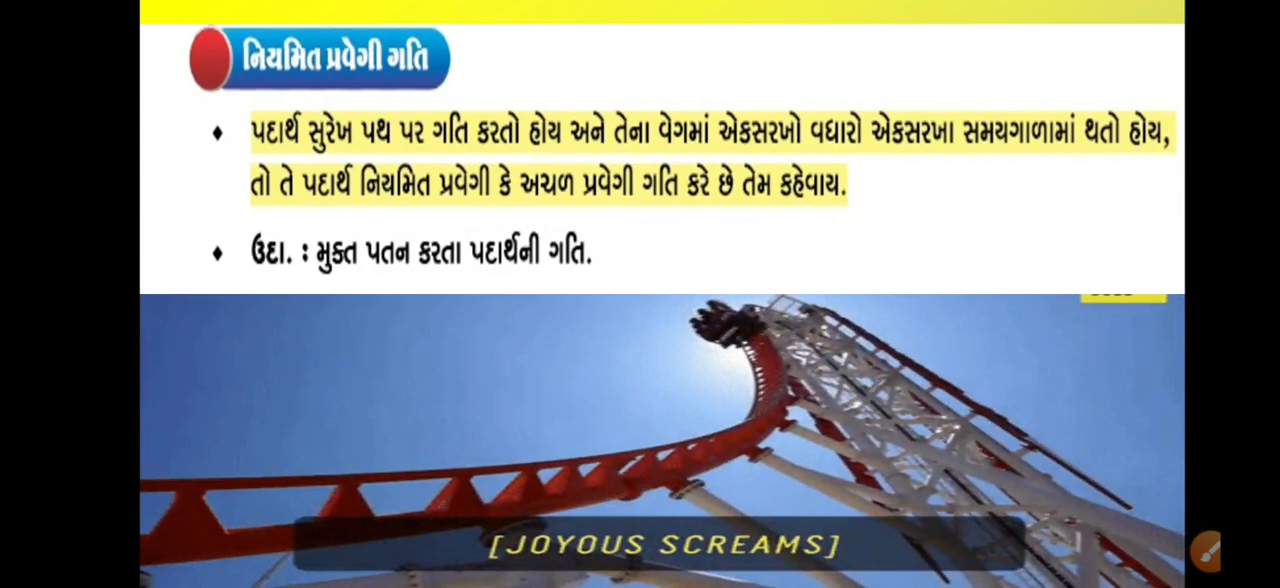 નિયમિત પ્રવેગી ગતિ
♦ પદાર્થ સુરેખ પથ પર ગતિ કરતો હોય અને તેના વેગમાં એકસરખો વધારો એકસરખા સમયગાળામાં થતો હોય,
તો તે પદાર્થ નિયમિત પ્રવેગી કે અચળ પ્રવેગી ગતિ કરે છે તેમ કહેવાય.
♦ ઉદા. : મુક્ત પતન કરતા પદાર્થની ગતિ.
[JOYOUS SCREAMS]